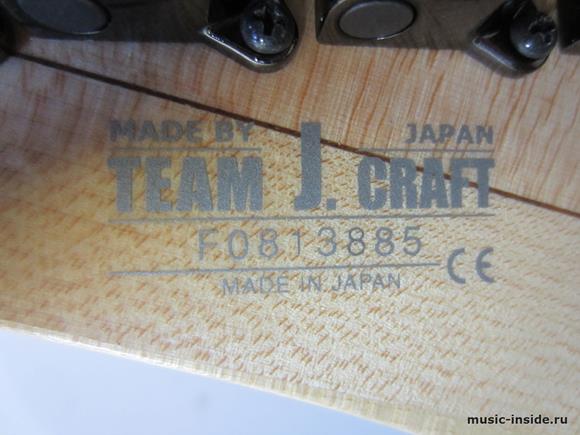 MADE BY JAPAN
TEAM J. CRAFT
F0813885
MADE IN JAPAN CE
music-inside.ru